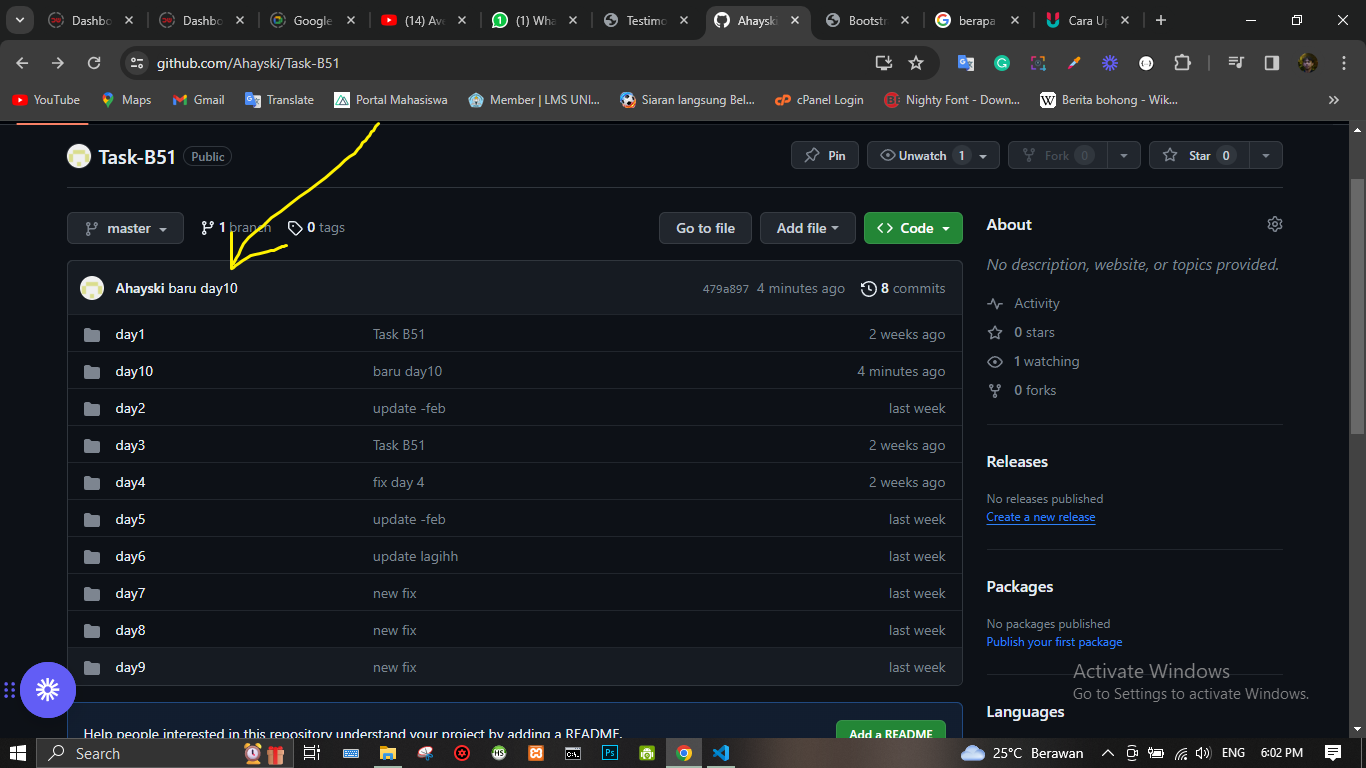 Dashbo
Dashbo
Google
(14) Av
(1) Wha
Testimo
Ahayski
Bootstr
berapa
Cara Up
github.com/Ahayski/Task-B51
YouTube
Maps
Gmail
Translate
Portal Mahasiswa
Member | LMS UNI...
Siaran langsung Bel...
cPanel Login
Nighty Font - Down...
Berita bohong - Wik...
Task-B51
Public
Pin
Unwatch 1
Fork 0
Star 0
master
1 branch
0 tags
Go to file
Add file
Code
Ahayski baru day10
479a897 4 minutes ago
8 commits
day1 Task B51 2 weeks ago
day10 baru day10 4 minutes ago
day2 update -feb last week
day3 Task B51 2 weeks ago
day4 fix day 4 2 weeks ago
day5 update -feb last week
day6 update lagihh last week
day7 new fix last week
day8 new fix last week
day9 new fix last week
Help people interested in this repository understand your project by adding a README.
Add a README
About
No description, website, or topics provided.
Activity
0 stars
1 watching
0 forks
Releases
No releases published
Create a new release
Packages
No packages published
Publish your first package
Languages
Activate Windows
Go to Settings to activate Windows.
Search
25°C Berawan
ENG
6:02 PM